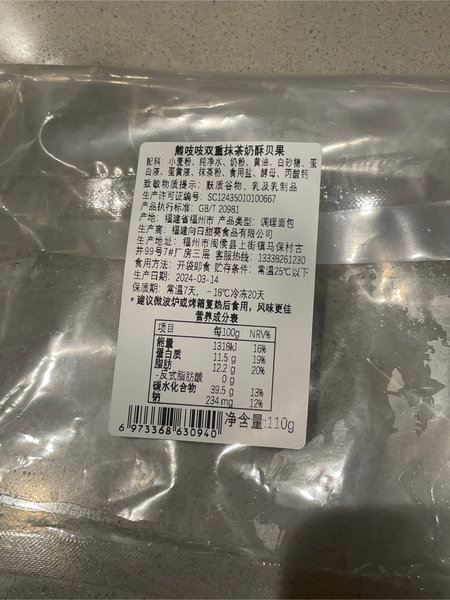 熊吱吱双重抹茶奶酥贝果
配料：小麦粉、纯净水、奶粉、黄油、白砂糖、蛋
白液、蛋黄液、抹茶粉、食用盐、酵母、丙酸钙
致敏物质提示：麸质谷物、乳及乳制品
生产许可证编号：SC12435010100667
产品执行标准：GB/T 20981
产地：福建省福州市 产品类型：调理面包
生产商：福建向日甜葵食品有限公司
生产地址：福州市闽侯县上街镇马保村古
井99号7#厂房三层 客服热线：13338261230
食用方法：开袋即食 贮存条件：常温25℃以下
生产日期：2024-03-14
保质期：常温7天、-18℃冷冻20天
*建议微波炉或烤箱复热后食用，风味更佳
营养成分表
项目 每100g NRV%
能量 1318kJ 16%
蛋白质 11.5 g 19%
脂肪 12.2 g 20%
-反式脂肪酸 0 g
碳水化合物 39.5 g 13%
钠 234 mg 12%
净含量:110g
6 973368 630940